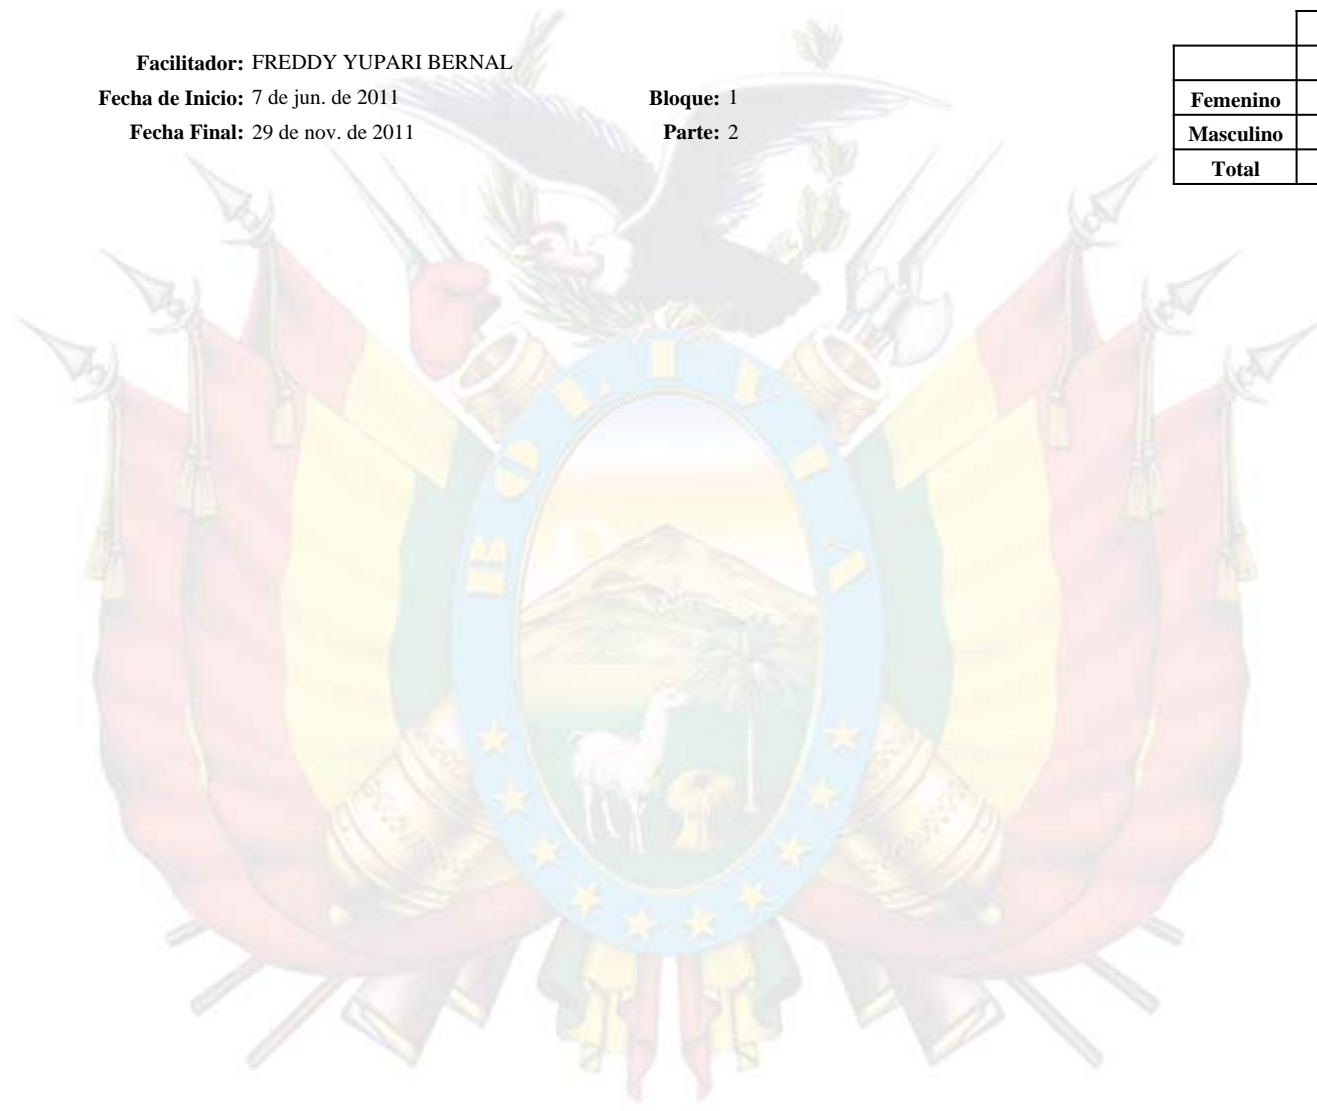 Facilitador: FREDDY YUPARI BERNAL
Fecha de Inicio: 7 de jun. de 2011 Bloque: 1
Fecha Final: 29 de nov. de 2011 Parte: 2
Femenino
Masculino
Total
BOLIVIA